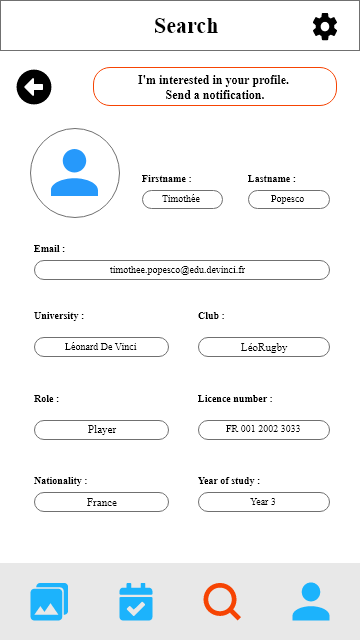 Search
I'm interested in your profile.
Send a notification.
Firstname :
Lastname :
Timothée
Popesco
Email :
timothee.popesco@edu.devinci.fr
University :
Club :
Léonard De Vinci
LéoRugby
Role :
Licence number :
Player
FR 001 2002 3033
Nationality :
Year of study :
France
Year 3